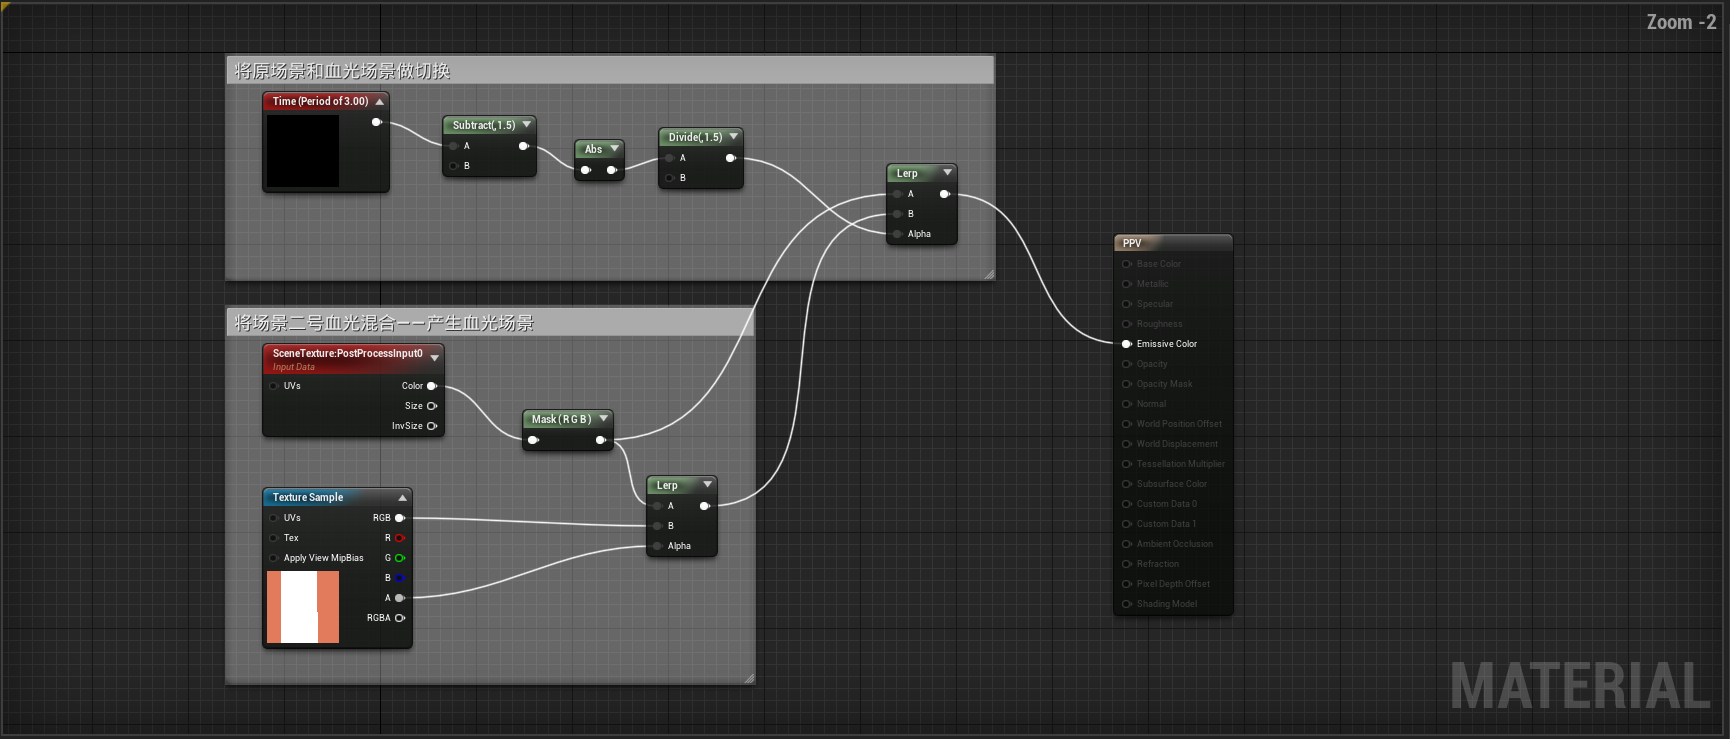 Zoom -2
将原场景和血光场景做切换
Time (Period of 3.00)
Subtract(,1.5)
A
B
Abs
Divide(,1.5)
A
B
Lerp
A
B
Alpha
将场景二号血光混合——产生血光场景
SceneTexture:PostProcessInput0
Input Data
UVs
Color
Size
InvSize
Mask ( R G B )
Texture Sample
UVs
RGB
Tex
R
Apply View MipBias
G
B
A
RGBA
Lerp
A
B
Alpha
PPV
Base Color
Metallic
Specular
Roughness
Emissive Color
Opacity
Opacity Mask
Normal
World Position Offset
World Displacement
Tessellation Multiplier
Subsurface Color
Custom Data 0
Custom Data 1
Ambient Occlusion
Refraction
Pixel Depth Offset
Shading Model
MATERIAL